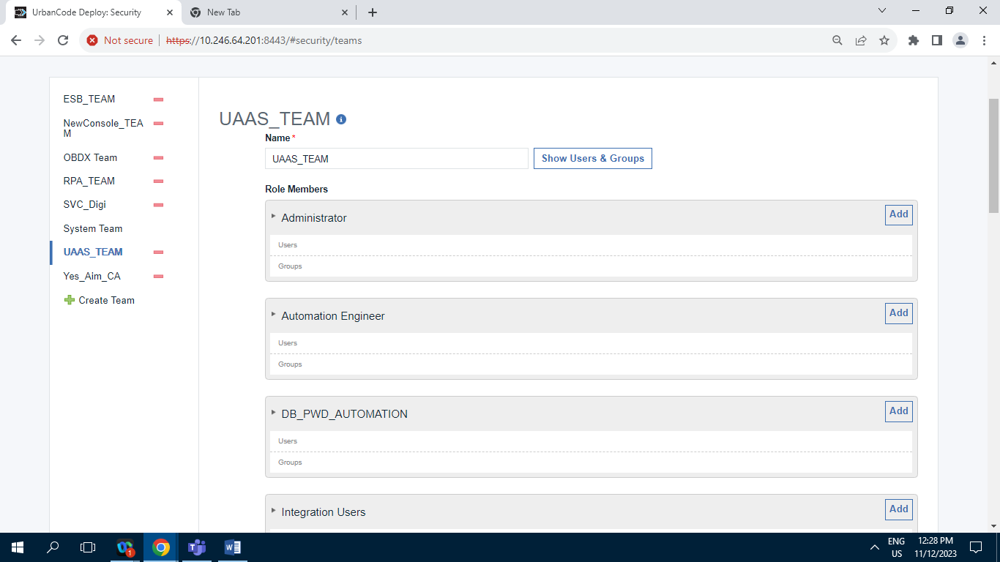 UrbanCode Deploy: Security
New Tab
Not secure
https://10.246.64.201:8443/#security/teams
ESB_TEAM
NewConsole_TEA
M
OBDX Team
RPA_TEAM
SVC_Digi
System Team
UAAS_TEAM
Yes_Aim_CA
Create Team
UAAS_TEAM
Name*
UAAS_TEAM
Show Users & Groups
Role Members
Administrator
Add
Users
Groups
Automation Engineer
Add
Users
Groups
DB_PWD_AUTOMATION
Add
Users
Groups
Integration Users
Add
1
ENG
US
12:28 PM
11/12/2023